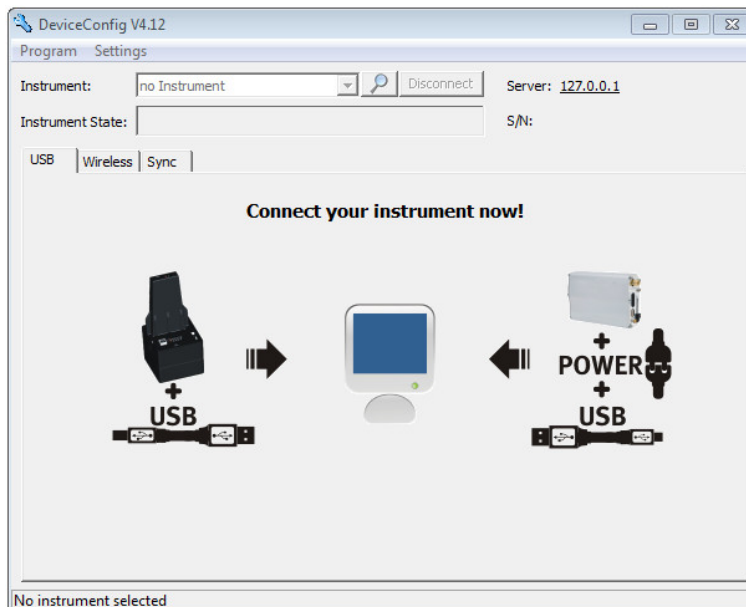 DeviceConfig V4.12
Program Settings
Instrument: no Instrument Disconnect Server: 127.0.0.1
Instrument State: S/N:
USB Wireless Sync
Connect your instrument now!
+
USB
+
POWER
+
USB
No instrument selected